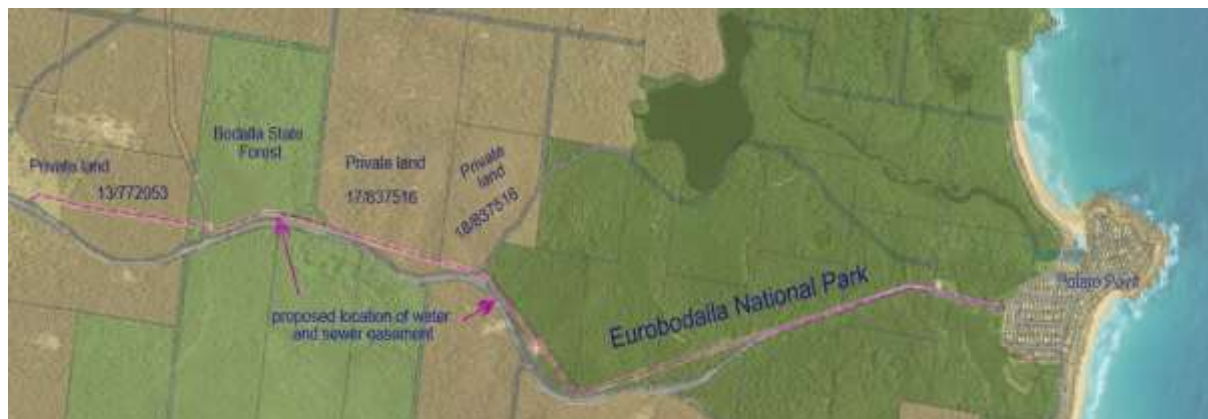 Bodalla State
Forest
Private land
13/772053
Private land
17/837516
Private
land
18/837516
proposed location of water
and sewer easement
Eurobodalla National Park
Potato Point